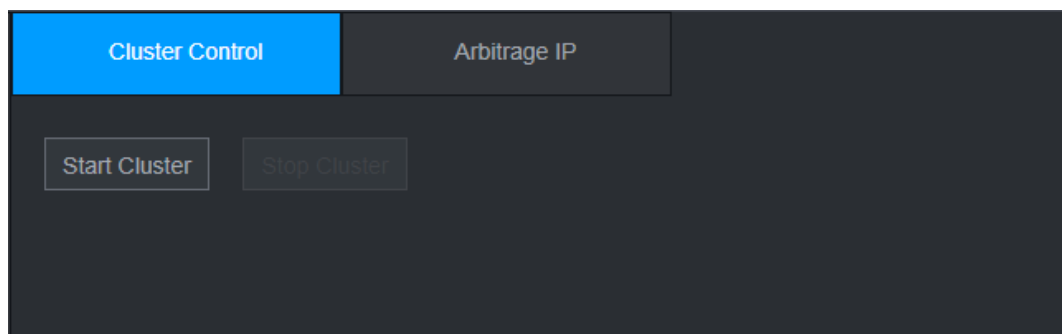 Cluster Control
Arbitrage IP
Start Cluster
Stop Cluster